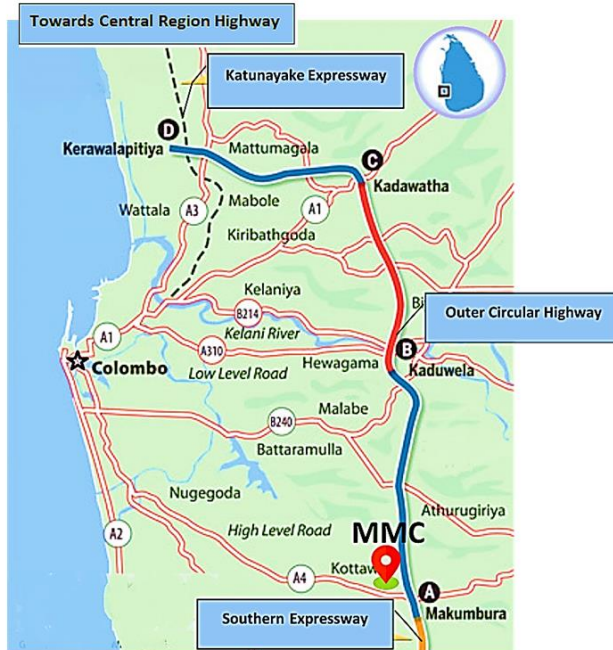 Towards Central Region Highway
Katunayake Expressway
D
Kerawalapitiya
Mattumagala
C
Kadawatha
Wattala
A3
Mabole
A1
Kiribathgoda
Kelaniya
B214
Kelani River
Outer Circular Highway
A1
A310
Hewagama
B
Kaduwela
Colombo
Low Level Road
Malabe
B240
Battaramulla
Nugegoda
Athurugiriya
A2
High Level Road
MMC
A4
A
Makumbura
Southern Expressway